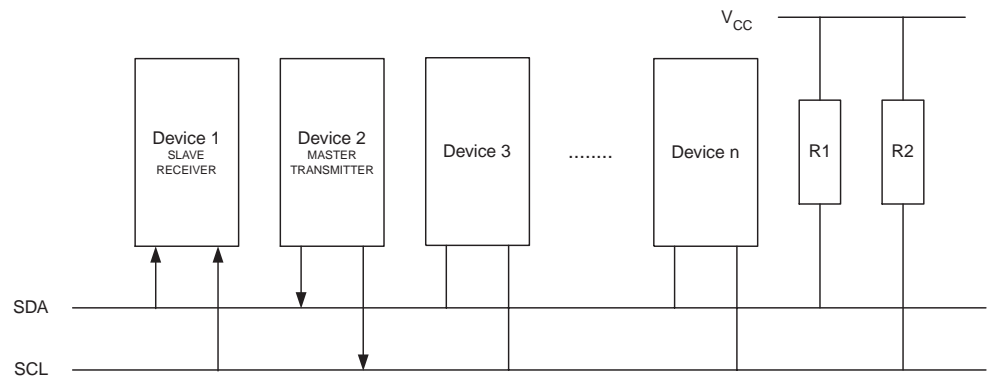 V_CC
Device 1
SLAVE
RECEIVER
Device 2
MASTER
TRANSMITTER
Device 3
........
Device n
R1
R2
SDA
SCL